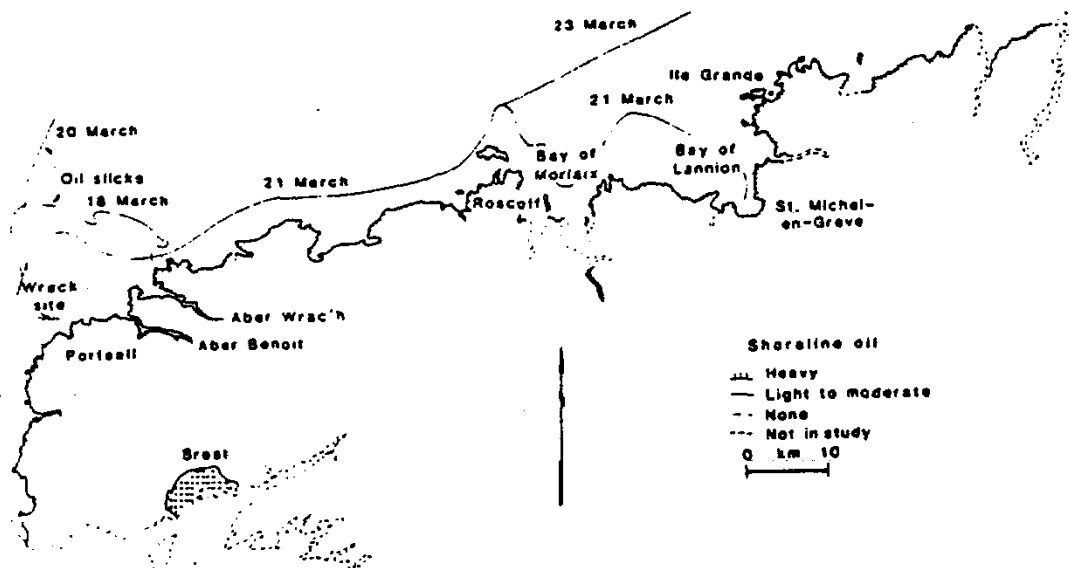 23 March
Ile Grande
21 March
20 March
Bay of
Morlaix
Bay of
Lannion
Oil slicks
18 March
21 March
Roscoff
St. Michel-
en-Greve
Wreck
site
Aber Wrac'h
Portsall
Aber Benoit
Shoreline oil
Heavy
Light to moderate
None
Not in study
0 km 10
Brest